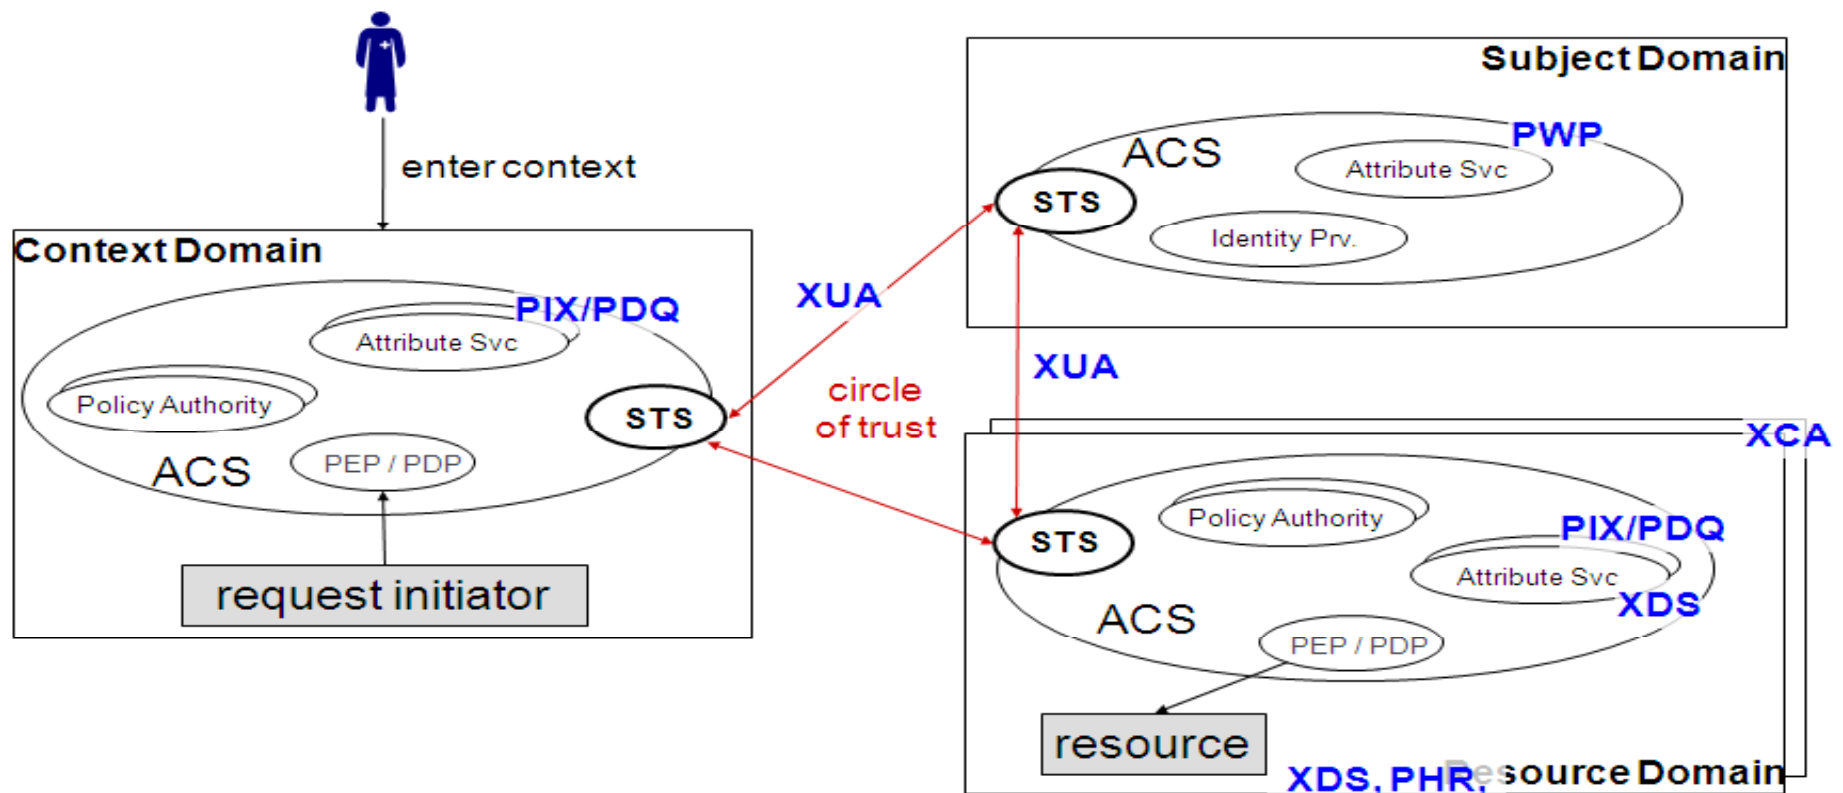 enter context
Context Domain
PIX/PDQ
Attribute Svc
Policy Authority
STS
PEP / PDP
ACS
request initiator
XUA
circle
of trust
XUA
Subject Domain
PWP
ACS
Attribute Svc
STS
Identity Prv.
XCA
Policy Authority
PIX/PDQ
STS
Attribute Svc
XDS
ACS
PEP / PDP
resource
XDS, PHR, Resource Domain